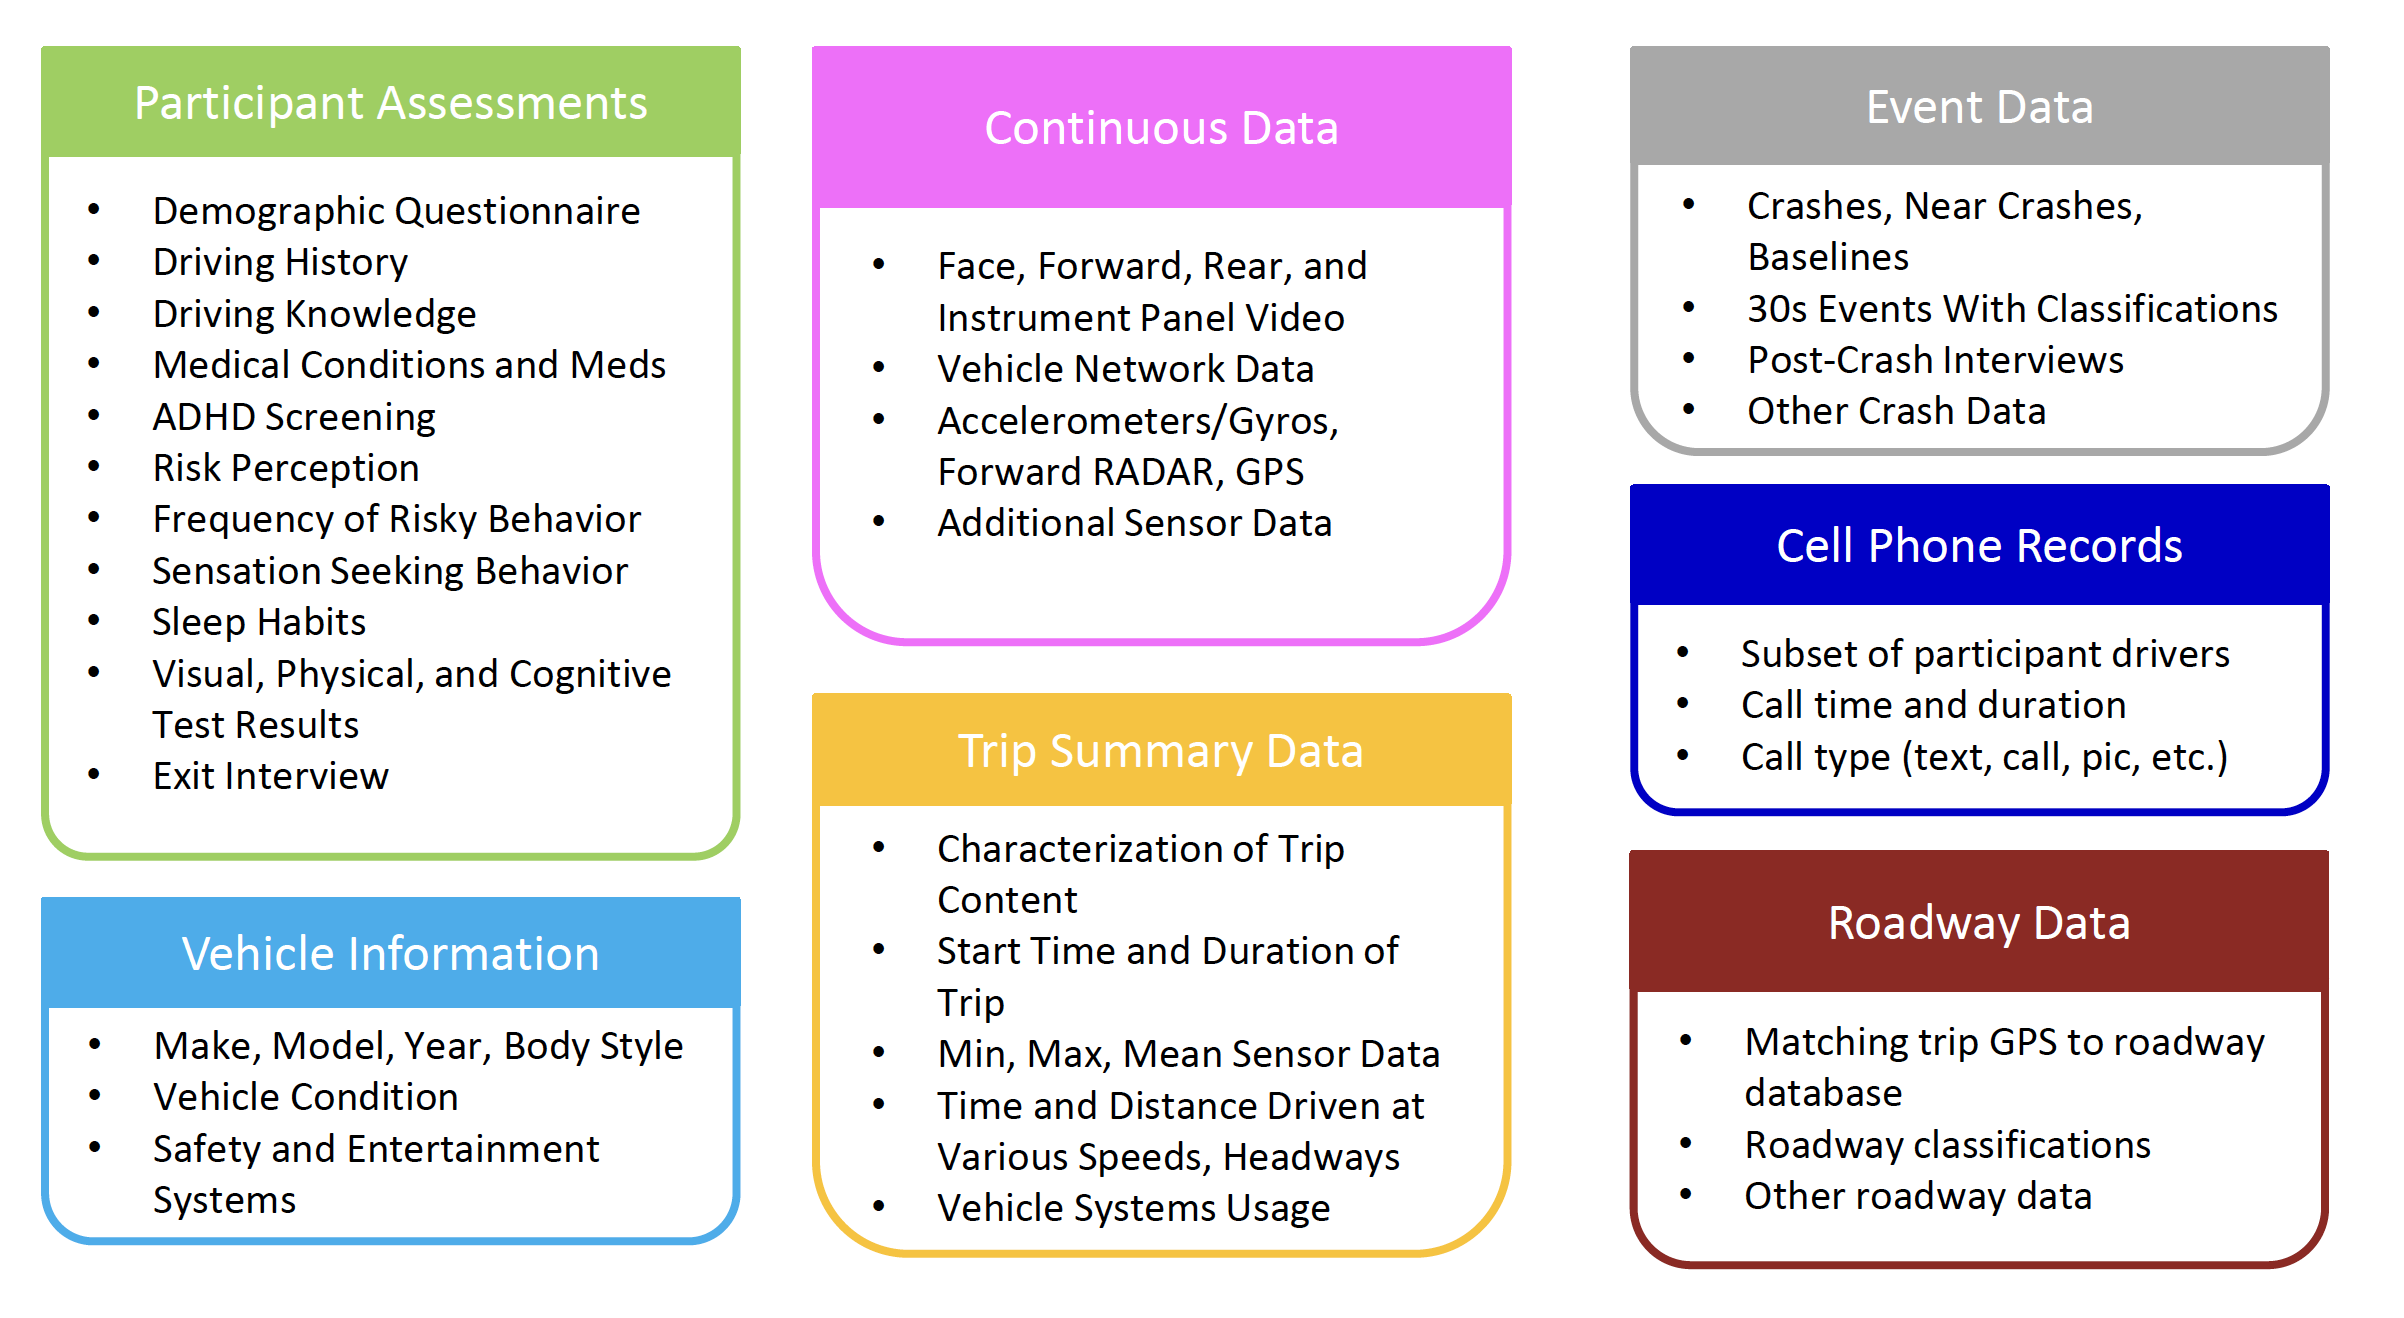 Participant Assessments
• Demographic Questionnaire
• Driving History
• Driving Knowledge
• Medical Conditions and Meds
• ADHD Screening
• Risk Perception
• Frequency of Risky Behavior
• Sensation Seeking Behavior
• Sleep Habits
• Visual, Physical, and Cognitive
Test Results
• Exit Interview
Vehicle Information
• Make, Model, Year, Body Style
• Vehicle Condition
• Safety and Entertainment
Systems
Continuous Data
• Face, Forward, Rear, and
Instrument Panel Video
• Vehicle Network Data
• Accelerometers/Gyros,
Forward RADAR, GPS
• Additional Sensor Data
Trip Summary Data
• Characterization of Trip
Content
• Start Time and Duration of
Trip
• Min, Max, Mean Sensor Data
• Time and Distance Driven at
Various Speeds, Headways
• Vehicle Systems Usage
Event Data
• Crashes, Near Crashes,
Baselines
• 30s Events With Classifications
• Post-Crash Interviews
• Other Crash Data
Cell Phone Records
• Subset of participant drivers
• Call time and duration
• Call type (text, call, pic, etc.)
Roadway Data
• Matching trip GPS to roadway
database
• Roadway classifications
• Other roadway data